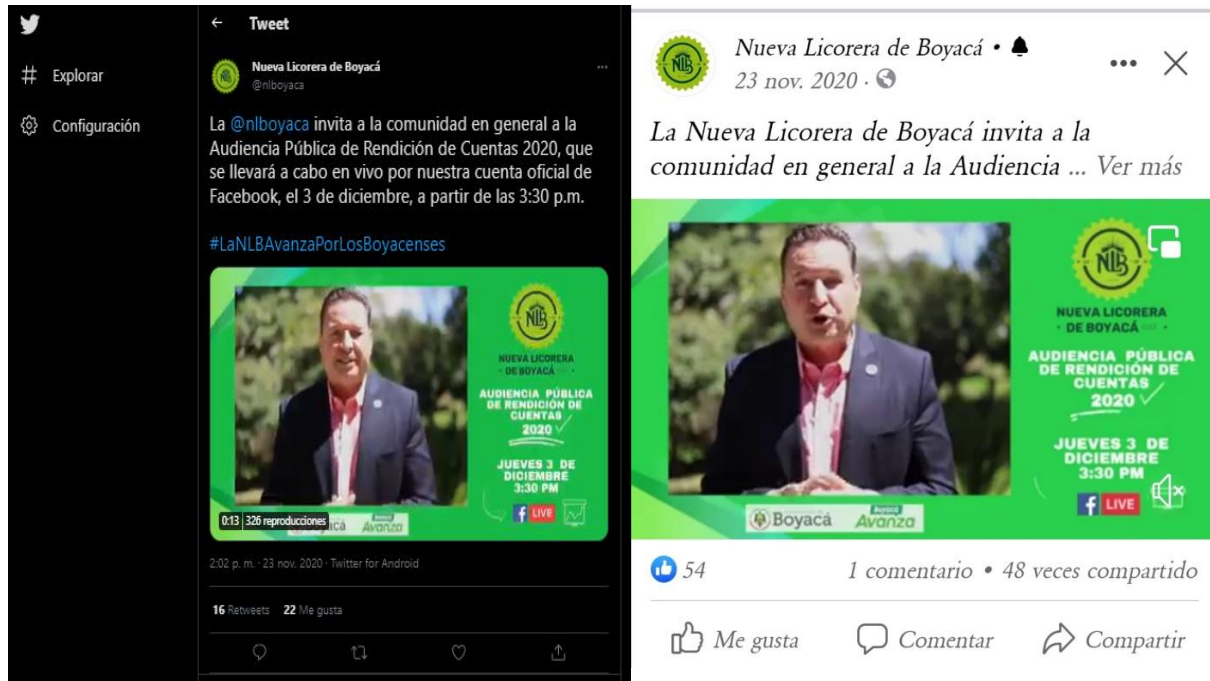 Tweet
Explorar
Configuración
Nueva Licorera de Boyacá
@nlboyaca
La @nlboyaca invita a la comunidad en general a la
Audiencia Pública de Rendición de Cuentas 2020, que
se llevará a cabo en vivo por nuestra cuenta oficial de
Facebook, el 3 de diciembre, a partir de las 3:30 p.m.
#LaNLBAvanzaPorLosBoyacenses
NLB
NUEVA LICORERA
DE BOYACÁ
AUDIENCIA PÚBLICA
DE RENDICIÓN DE
CUENTAS
2020
JUEVES 3 DE
DICIEMBRE
3:30 PM
LIVE
0:13 326 reproducciones
Avanza
2:02 p. m. · 23 nov. 2020 · Twitter for Android
16 Retweets 22 Me gusta
Nueva Licorera de Boyacá •
23 nov. 2020 ·
La Nueva Licorera de Boyacá invita a la
comunidad en general a la Audiencia ... Ver más
NLB
NUEVA LICORERA
• DE BOYACÁ •
AUDIENCIA PÚBLICA
DE RENDICIÓN DE
CUENTAS
2020
JUEVES 3 DE
DICIEMBRE
3:30 PM
LIVE
Boyacá Avanza
54 1 comentario • 48 veces compartido
Me gusta Comentar Compartir